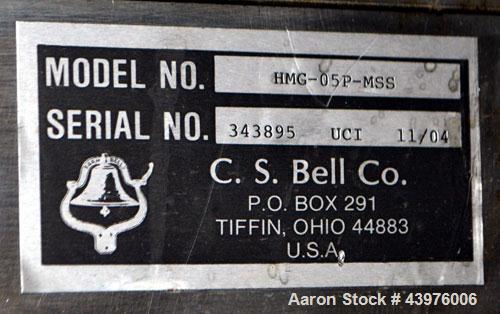 MODEL NO. HMG-05P-MSS
SERIAL NO. 343895 UCI 11/04
C. S. Bell Co.
P.O. BOX 291
TIFFIN, OHIO 44883
U.S.A.
Aaron Stock # 43976006